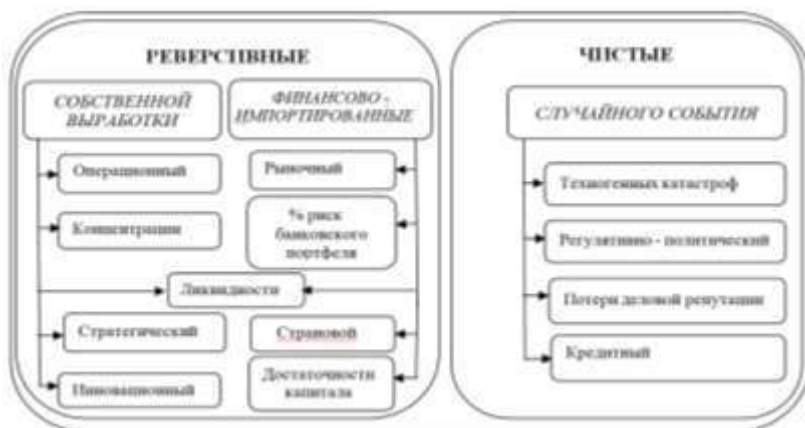 РЕВЕРСИВНЫЕ
СОБСТВЕННОЙ
ВЫРАБОТКИ
ФИНАНСОВО -
ИМПОРТИРОВАННЫЕ
Операционный
Концентрации
Рыночный
% риск
банковского
портфеля
Ликвидности
Стратегический
Инновационный
Страновой
Достаточности
капитала
ЧИСТЫЕ
СЛУЧАЙНОГО СОБЫТИЯ
Техногенных катастроф
Регулятивно - политический
Потери деловой репутации
Кредитный